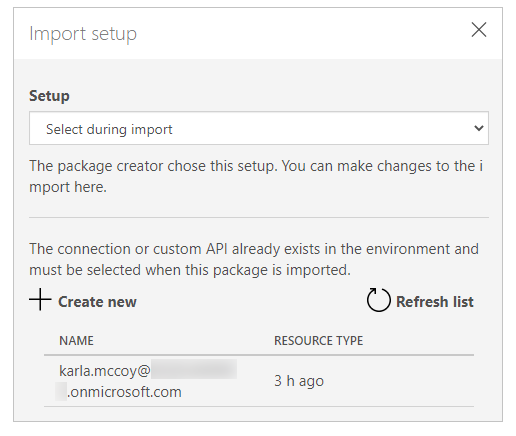 Import setup
Setup
Select during import
The package creator chose this setup. You can make changes to the i
mport here.
The connection or custom API already exists in the environment and
must be selected when this package is imported.
Create new Refresh list
NAME RESOURCE TYPE
karla.mccoy@
.onmicrosoft.com
3 h ago